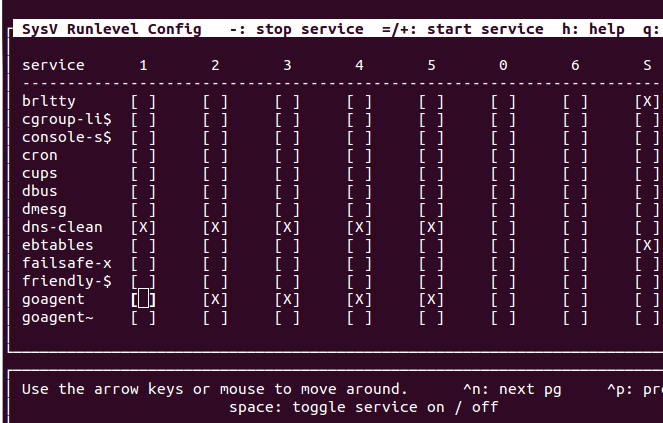 SysV Runlevel Config   -: stop service  =/+: start service  h: help  q:
service      1       2       3       4       5       0       6       S
----------------------------------------------------------------------
brltty      [ ]     [ ]     [ ]     [ ]     [ ]     [ ]     [ ]     [X]
cgroup-li$  [ ]     [ ]     [ ]     [ ]     [ ]     [ ]     [ ]     [ ]
console-s$  [ ]     [ ]     [ ]     [ ]     [ ]     [ ]     [ ]     [ ]
cron        [ ]     [ ]     [ ]     [ ]     [ ]     [ ]     [ ]     [ ]
cups        [ ]     [ ]     [ ]     [ ]     [ ]     [ ]     [ ]     [ ]
dbus        [ ]     [ ]     [ ]     [ ]     [ ]     [ ]     [ ]     [ ]
dmesg       [ ]     [ ]     [ ]     [ ]     [ ]     [ ]     [ ]     [ ]
dns-clean   [X]     [X]     [X]     [X]     [X]     [ ]     [ ]     [ ]
ebtables    [ ]     [ ]     [ ]     [ ]     [ ]     [ ]     [ ]     [X]
failsafe-x  [ ]     [ ]     [ ]     [ ]     [ ]     [ ]     [ ]     [ ]
friendly-$  [ ]     [ ]     [ ]     [ ]     [ ]     [ ]     [ ]     [ ]
goagent     [ ]     [X]     [X]     [X]     [X]     [ ]     [ ]     [ ]
goagent~    [ ]     [ ]     [ ]     [ ]     [ ]     [ ]     [ ]     [ ]
Use the arrow keys or mouse to move around.      ^n: next pg     ^p: pr
space: toggle service on / off